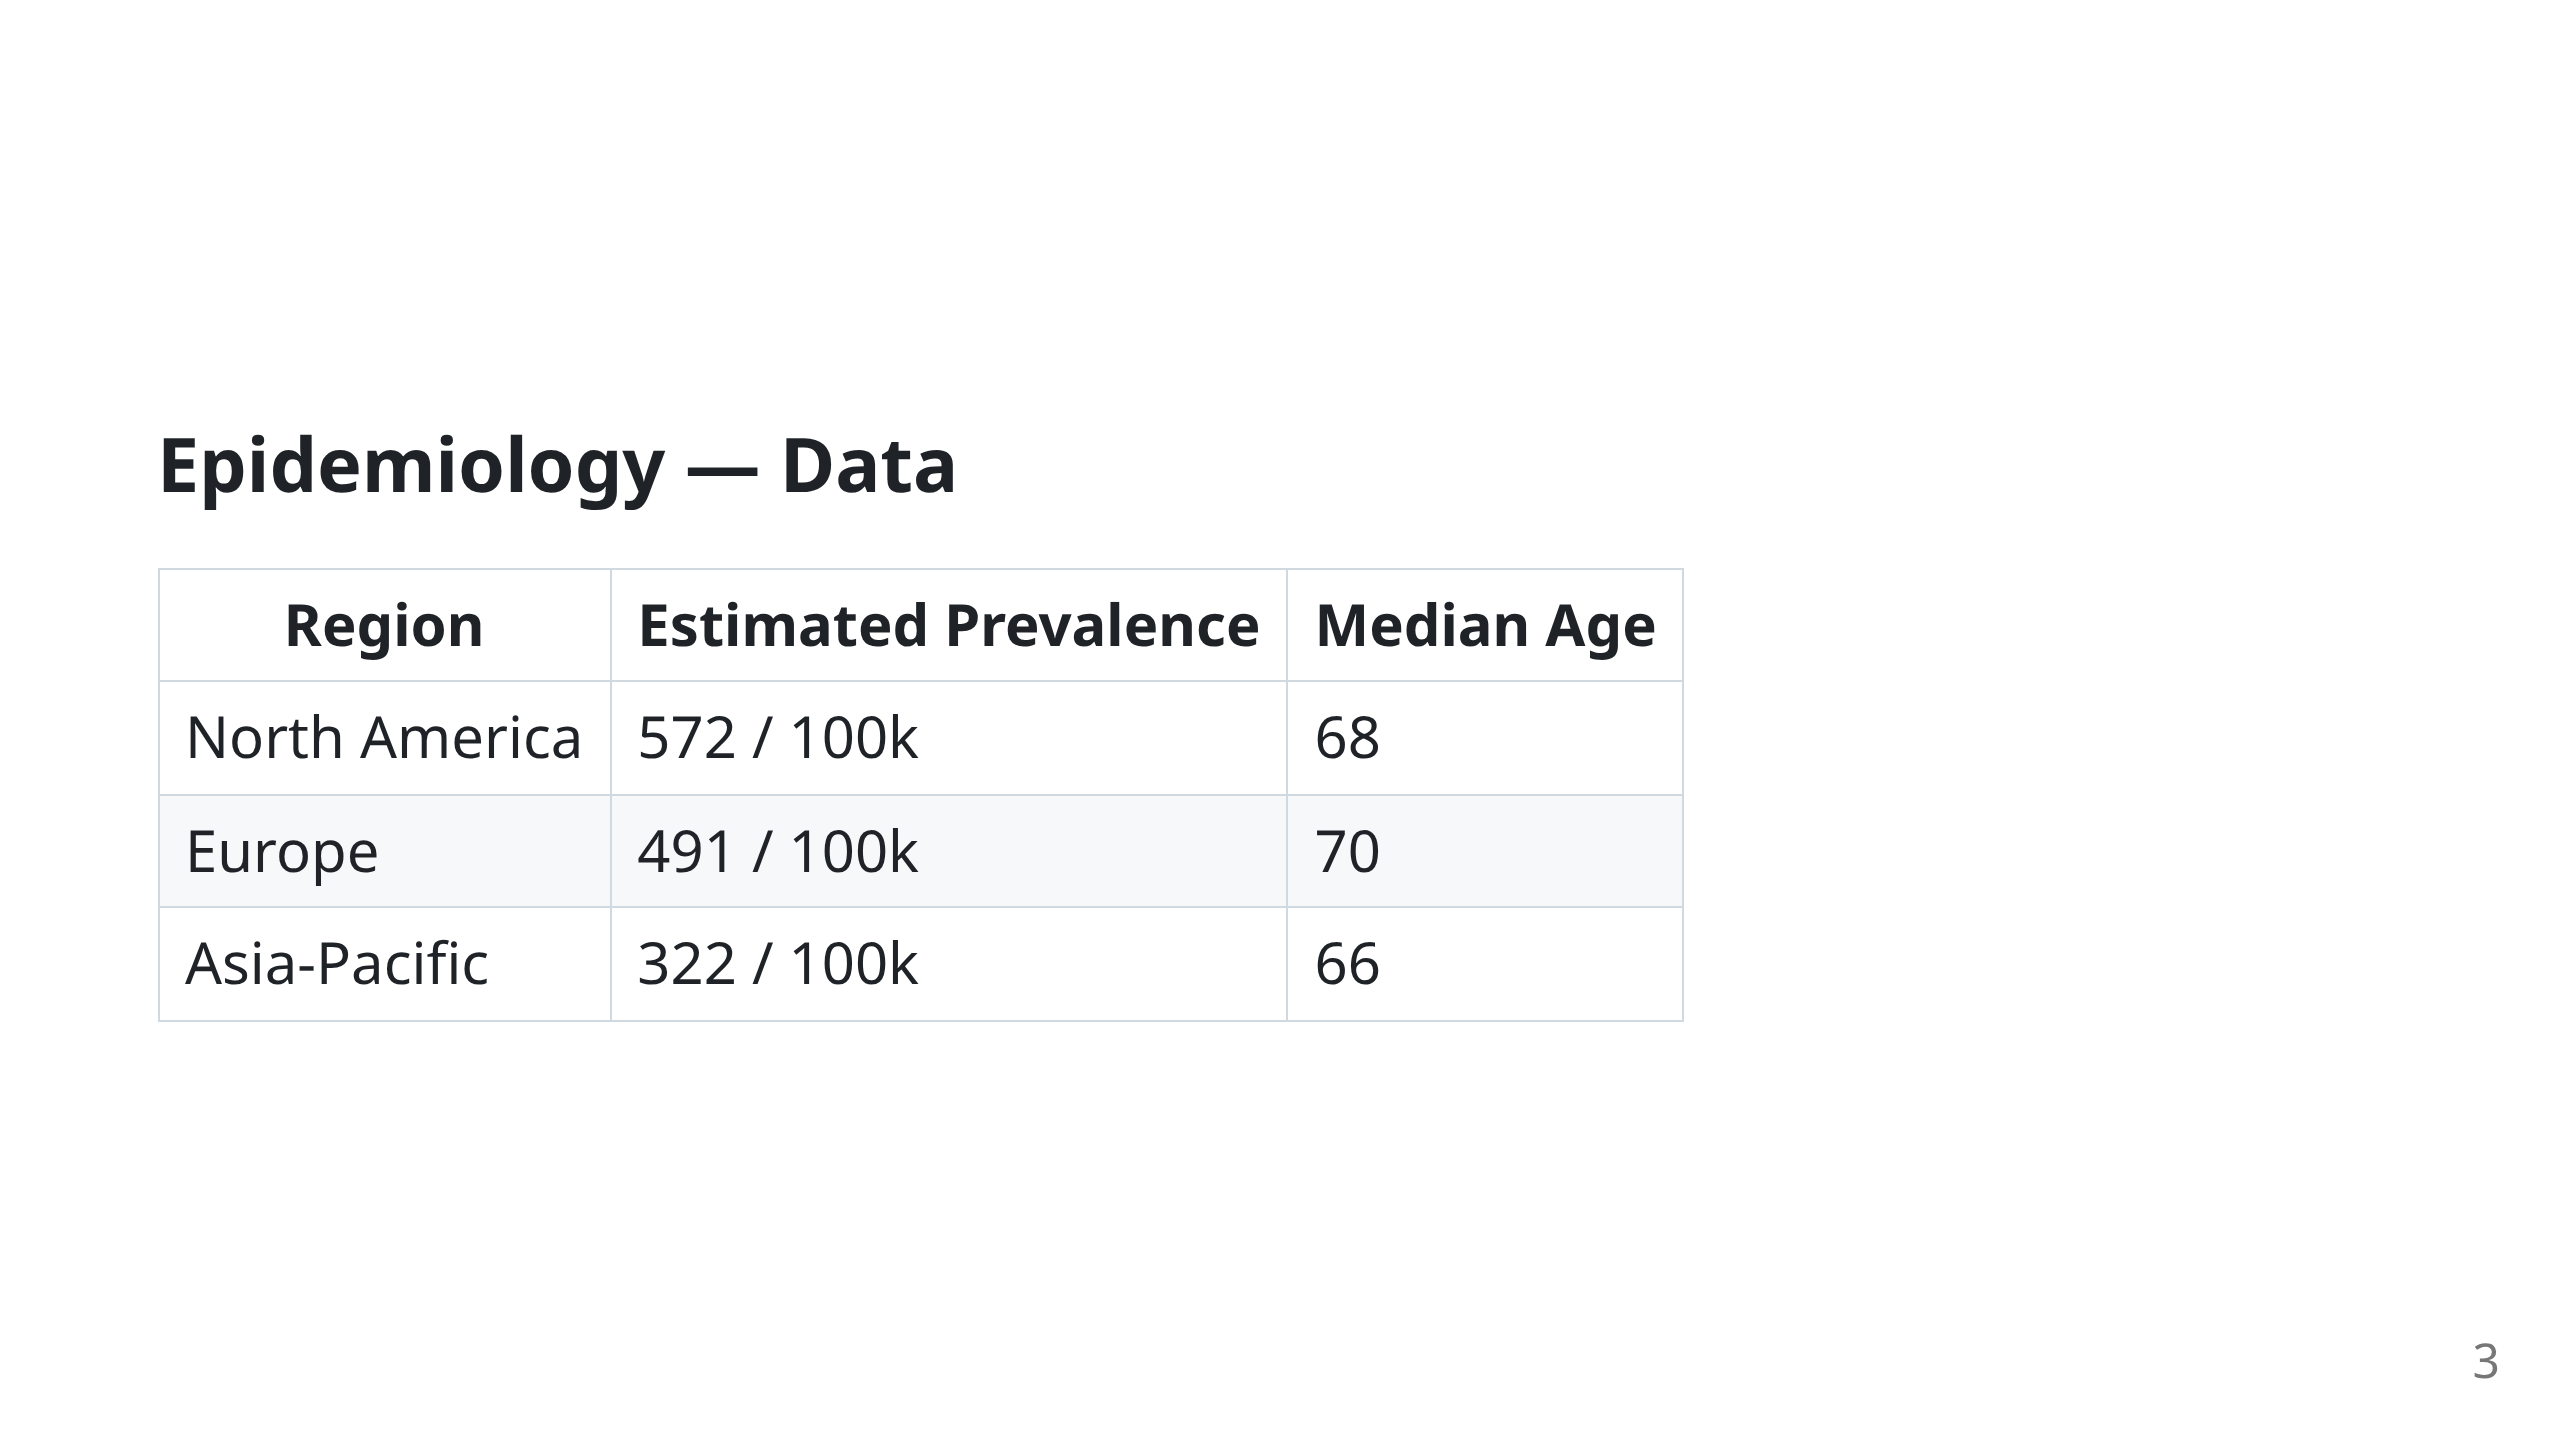 Epidemiology — Data
Region Estimated Prevalence Median Age
North America 572 / 100k 68
Europe 491 / 100k 70
Asia-Pacific 322 / 100k 66
3